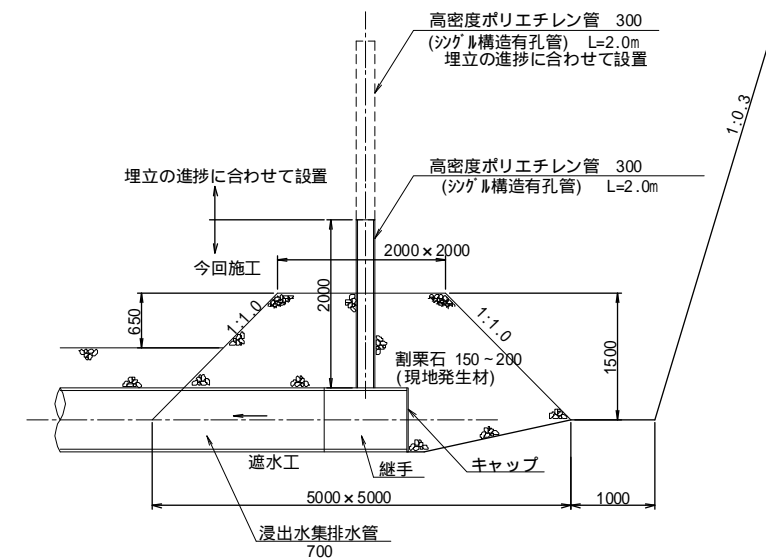 高密度ポリエチレン管 300
(ｼﾝｸﾞﾙ構造有孔管) L=2.0m
埋立の進捗に合わせて設置
1:0.3
高密度ポリエチレン管 300
(ｼﾝｸﾞﾙ構造有孔管) L=2.0m
埋立の進捗に合わせて設置
今回施工
2000×2000
2000
650
1:1.0
1:1.0
1500
割栗石 150~200
(現地発生材)
遮水工
継手
キャップ
5000×5000
1000
浸出水集排水管
700